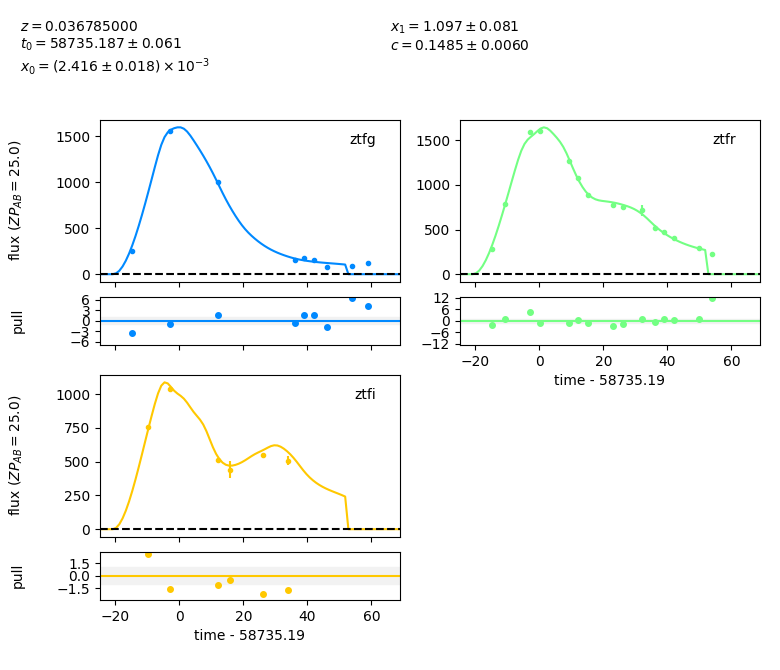 z = 0.036785000
t₀ = 58735.187 ± 0.061
x₀ = (2.416 ± 0.018) × 10⁻³
x₁ = 1.097 ± 0.081
c = 0.1485 ± 0.0060
flux (ZP_AB = 25.0)
1500
1000
500
0
ztfg
1500
1000
500
0
ztfr
pull
6
3
0
−3
−6
12
6
0
−6
−12
−20 0 20 40 60
time - 58735.19
flux (ZP_AB = 25.0)
1000
750
500
250
0
ztfi
pull
1.5
0.0
−1.5
−20 0 20 40 60
time - 58735.19